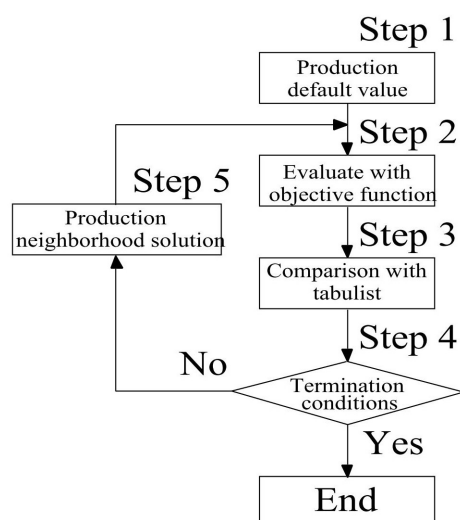 Step 1
Production
default value
Step 2
Evaluate with
objective function
Step 3
Comparison with
tabulist
Step 4
Termination
conditions
Yes
End
No
Step 5
Production
neighborhood solution